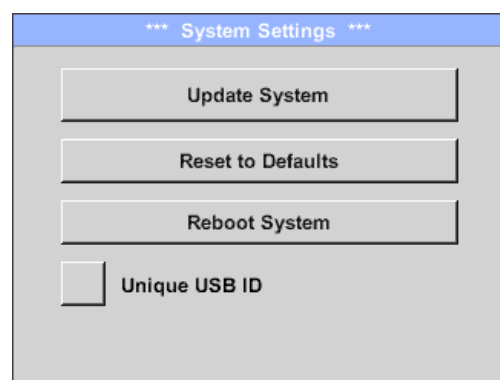 *** System Settings ***
Update System
Reset to Defaults
Reboot System
Unique USB ID